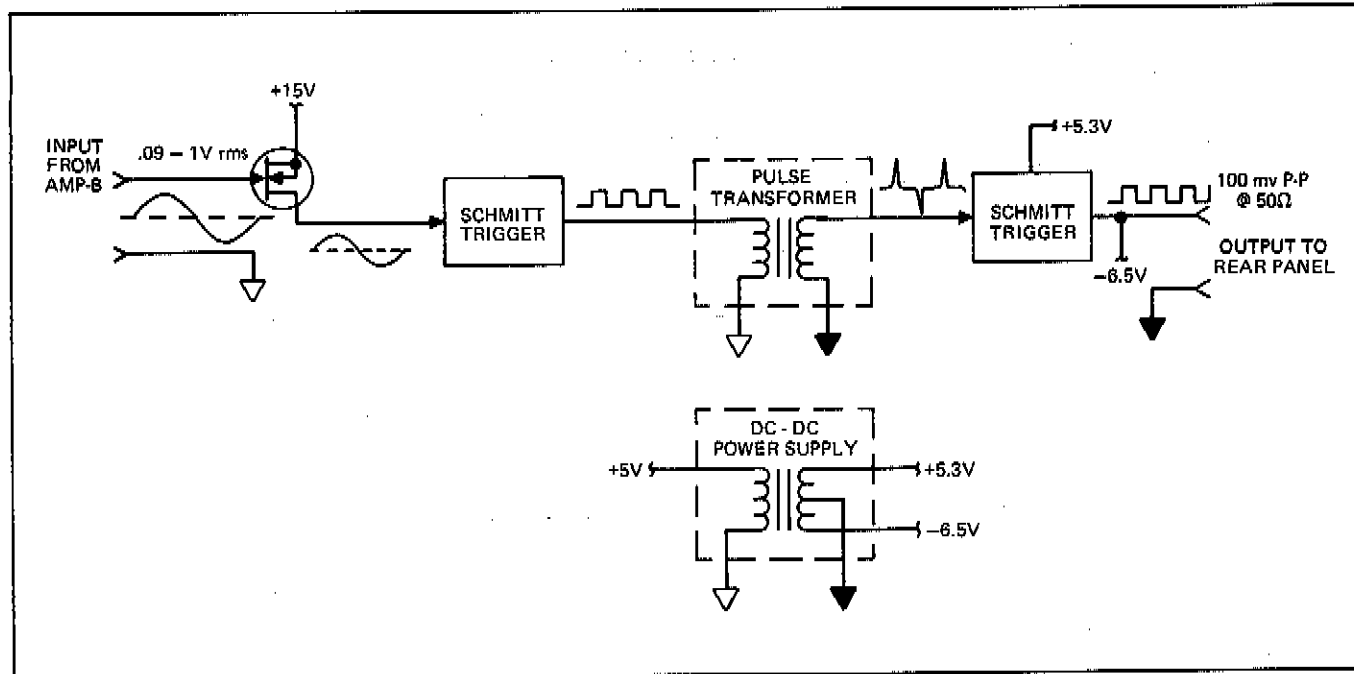 +15V
INPUT
FROM
AMP-B
.09 – 1V rms
SCHMITT
TRIGGER
PULSE
TRANSFORMER
+5.3V
SCHMITT
TRIGGER
100 mv P-P
@ 50Ω
–6.5V
OUTPUT TO
REAR PANEL
DC - DC
POWER SUPPLY
+5V
+5.3V
–6.5V